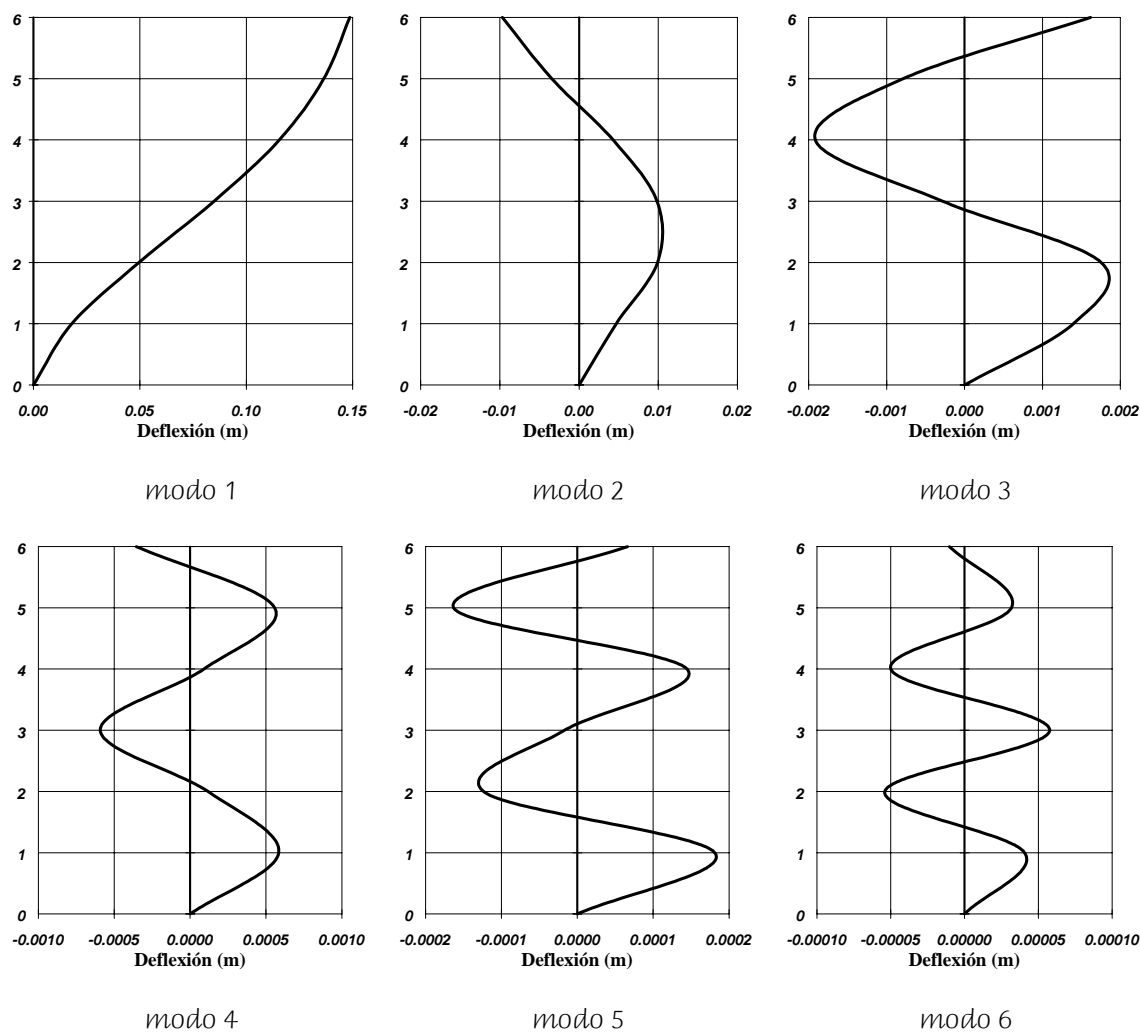 6 5 4 3 2 1 0
0.00 0.05 0.10 0.15
Deflexión (m)
modo 1
6 5 4 3 2 1 0
-0.02 -0.01 0.00 0.01 0.02
Deflexión (m)
modo 2
6 5 4 3 2 1 0
-0.002 -0.001 0.000 0.001 0.002
Deflexión (m)
modo 3
6 5 4 3 2 1 0
-0.0010 -0.0005 0.0000 0.0005 0.0010
Deflexión (m)
modo 4
6 5 4 3 2 1 0
-0.0002 -0.0001 0.0000 0.0001 0.0002
Deflexión (m)
modo 5
6 5 4 3 2 1 0
-0.00010 -0.00005 0.00000 0.00005 0.00010
Deflexión (m)
modo 6